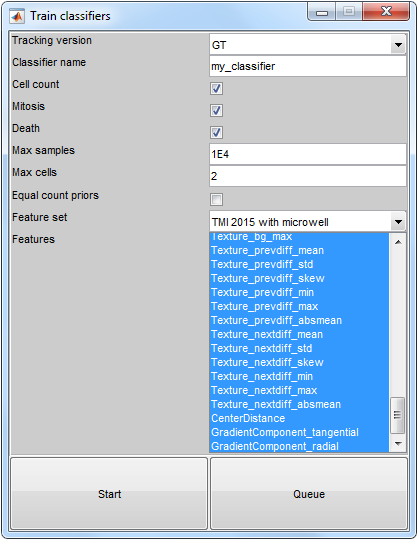 Train classifiers
Tracking version
GT
Classifier name
my_classifier
Cell count
Mitosis
Death
Max samples
1E4
Max cells
2
Equal count priors
Feature set
TMI 2015 with microwell
Features
Texture_bg_max
Texture_prevdiff_mean
Texture_prevdiff_std
Texture_prevdiff_skew
Texture_prevdiff_min
Texture_prevdiff_max
Texture_prevdiff_absmean
Texture_nextdiff_mean
Texture_nextdiff_std
Texture_nextdiff_skew
Texture_nextdiff_min
Texture_nextdiff_max
Texture_nextdiff_absmean
CenterDistance
GradientComponent_tangential
GradientComponent_radial
Start
Queue